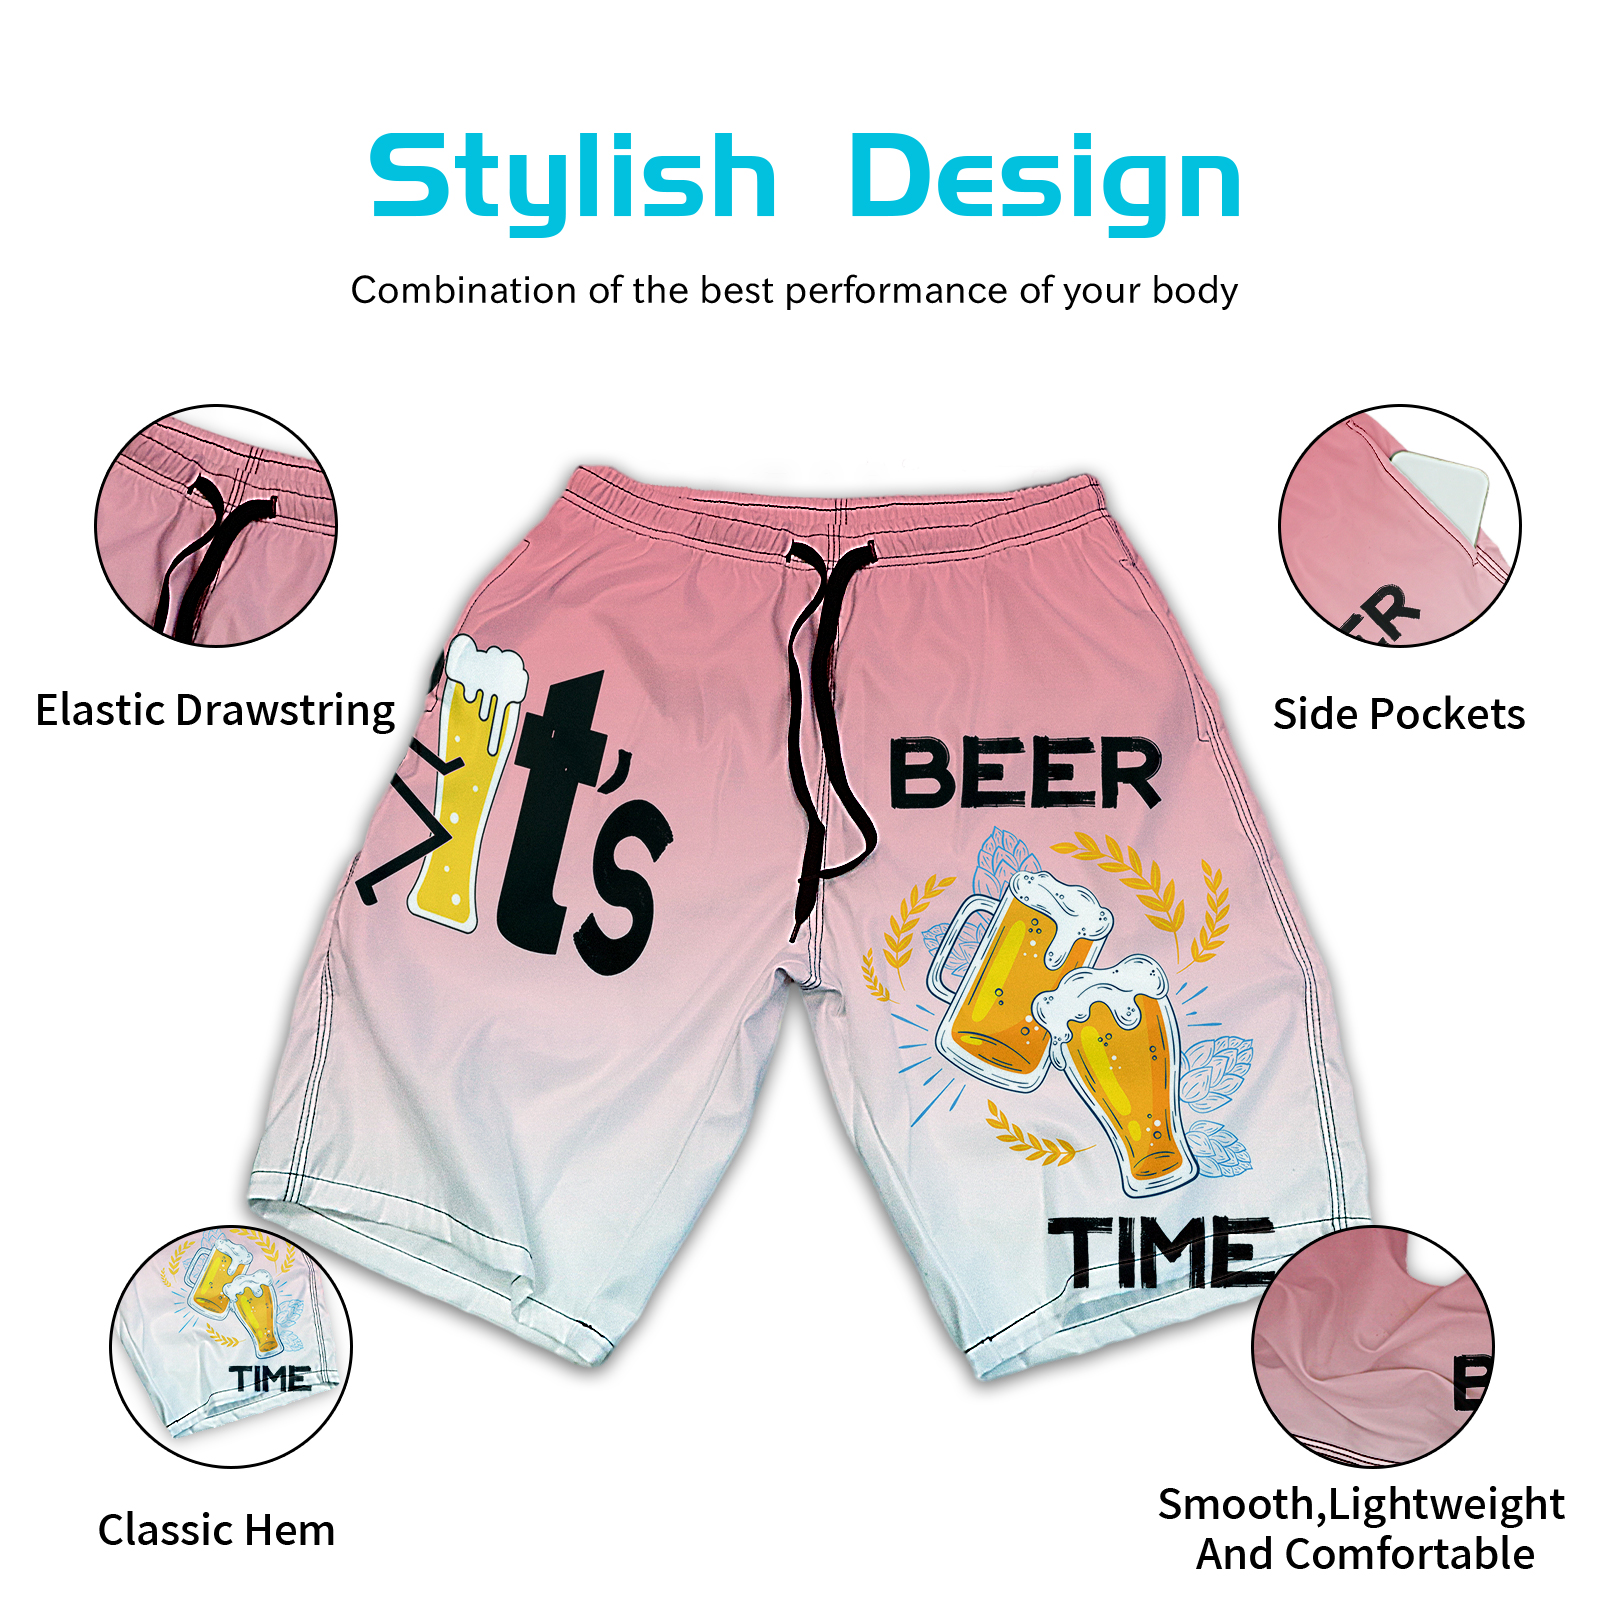 Stylish Design
Combination of the best performance of your body
ER
Elastic Drawstring
Side Pockets
It's
BEER
TIME
TIME
B
Classic Hem
Smooth,Lightweight
And Comfortable